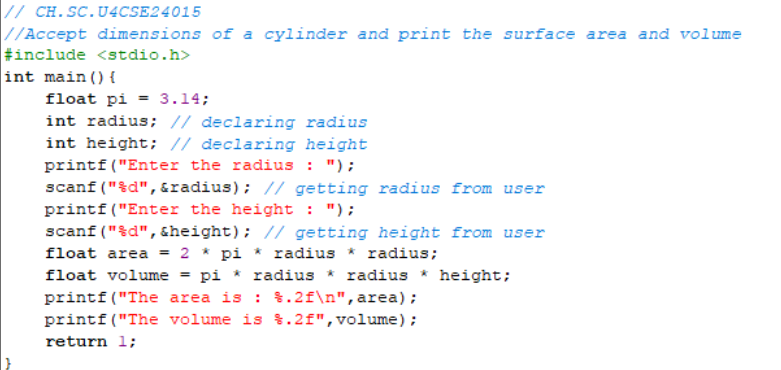 // CH.SC.U4CSE24015
//Accept dimensions of a cylinder and print the surface area and volume
#include <stdio.h>
int main(){
    float pi = 3.14;
    int radius; // declaring radius
    int height; // declaring height
    printf("Enter the radius : ");
    scanf("%d",&radius); // getting radius from user
    printf("Enter the height : ");
    scanf("%d",&height); // getting height from user
    float area = 2 * pi * radius * radius;
    float volume = pi * radius * radius * height;
    printf("The area is : %.2f\n",area);
    printf("The volume is %.2f",volume);
    return 1;
}